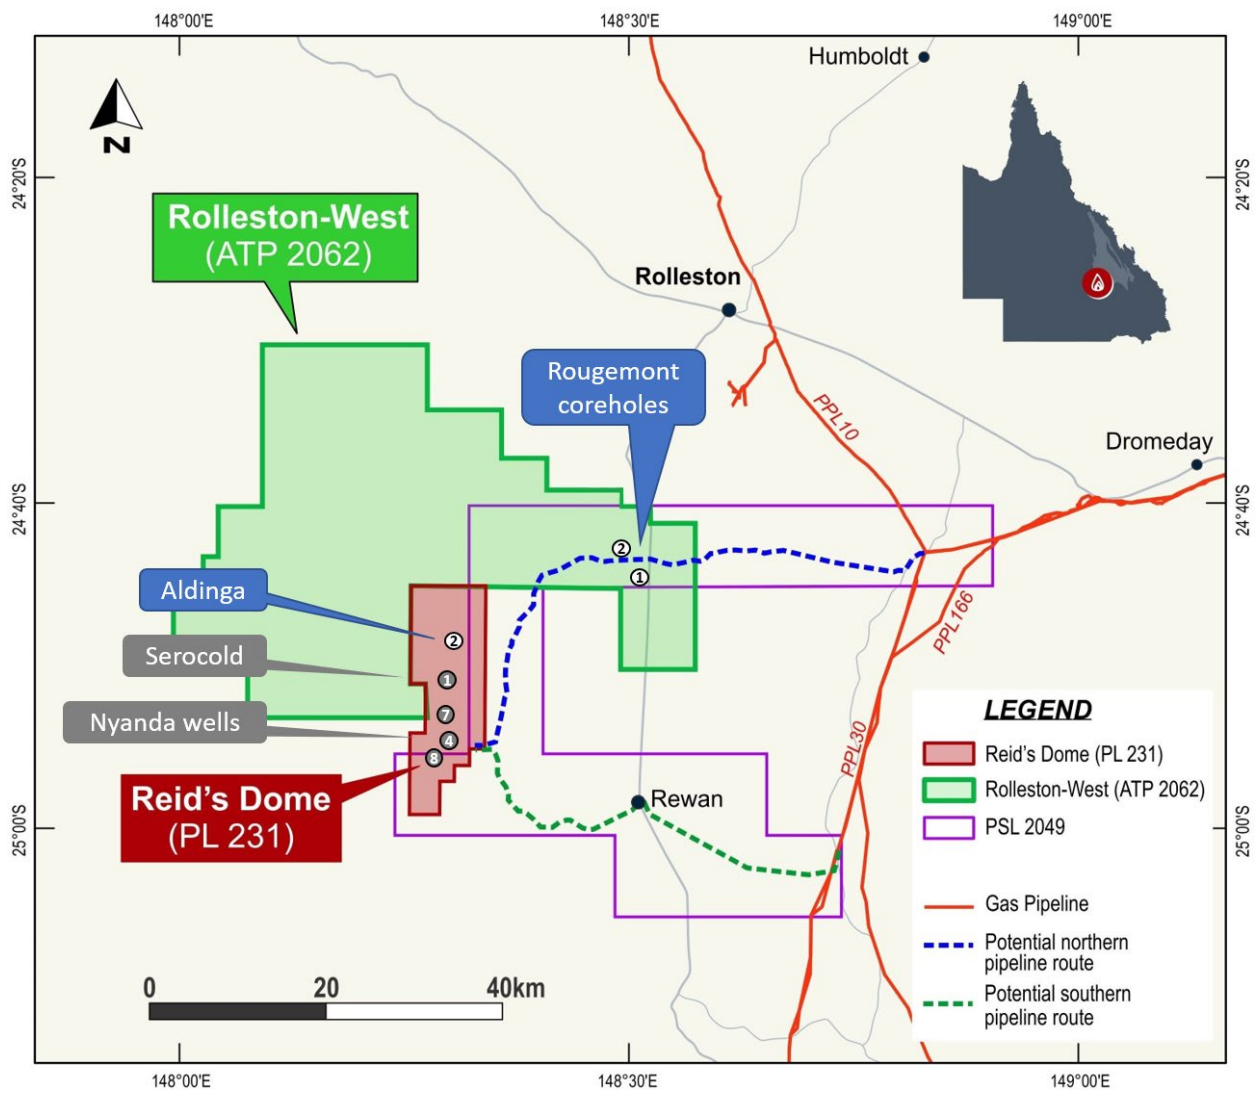 148°00'E
148°30'E
149°00'E
Humboldt
N
24°20'S
24°20'S
Rolleston-West
(ATP 2062)
Rolleston
Rougemont
coreholes
PPL10
Dromeday
24°40'S
24°40'S
2
1
Aldinga
2
Serocold
1
PPL166
Nyanda wells
7
4
8
PPL30
Reid's Dome
(PL 231)
Rewan
25°00'S
25°00'S
LEGEND
Reid's Dome (PL 231)
Rolleston-West (ATP 2062)
PSL 2049
Gas Pipeline
Potential northern
pipeline route
Potential southern
pipeline route
0
20
40km
148°00'E
148°30'E
149°00'E